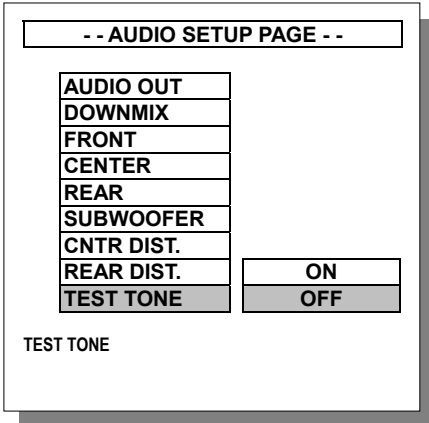 - - AUDIO SETUP PAGE - -
AUDIO OUT
DOWNMIX
FRONT
CENTER
REAR
SUBWOOFER
CNTR DIST.
REAR DIST. ON
TEST TONE OFF
TEST TONE